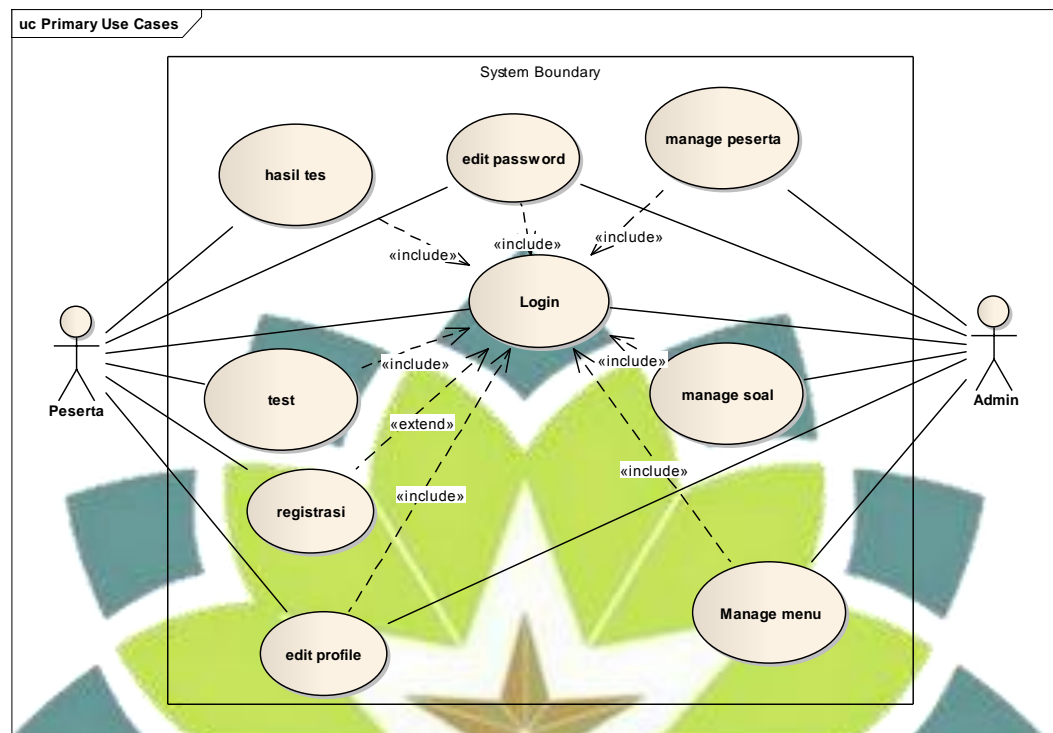 uc Primary Use Cases
System Boundary
hasil tes
edit password
manage peserta
«include»
«include»
«include»
Login
Peserta
Admin
test
«include»
«include»
manage soal
«extend»
«include»
«include»
registrasi
edit profile
Manage menu